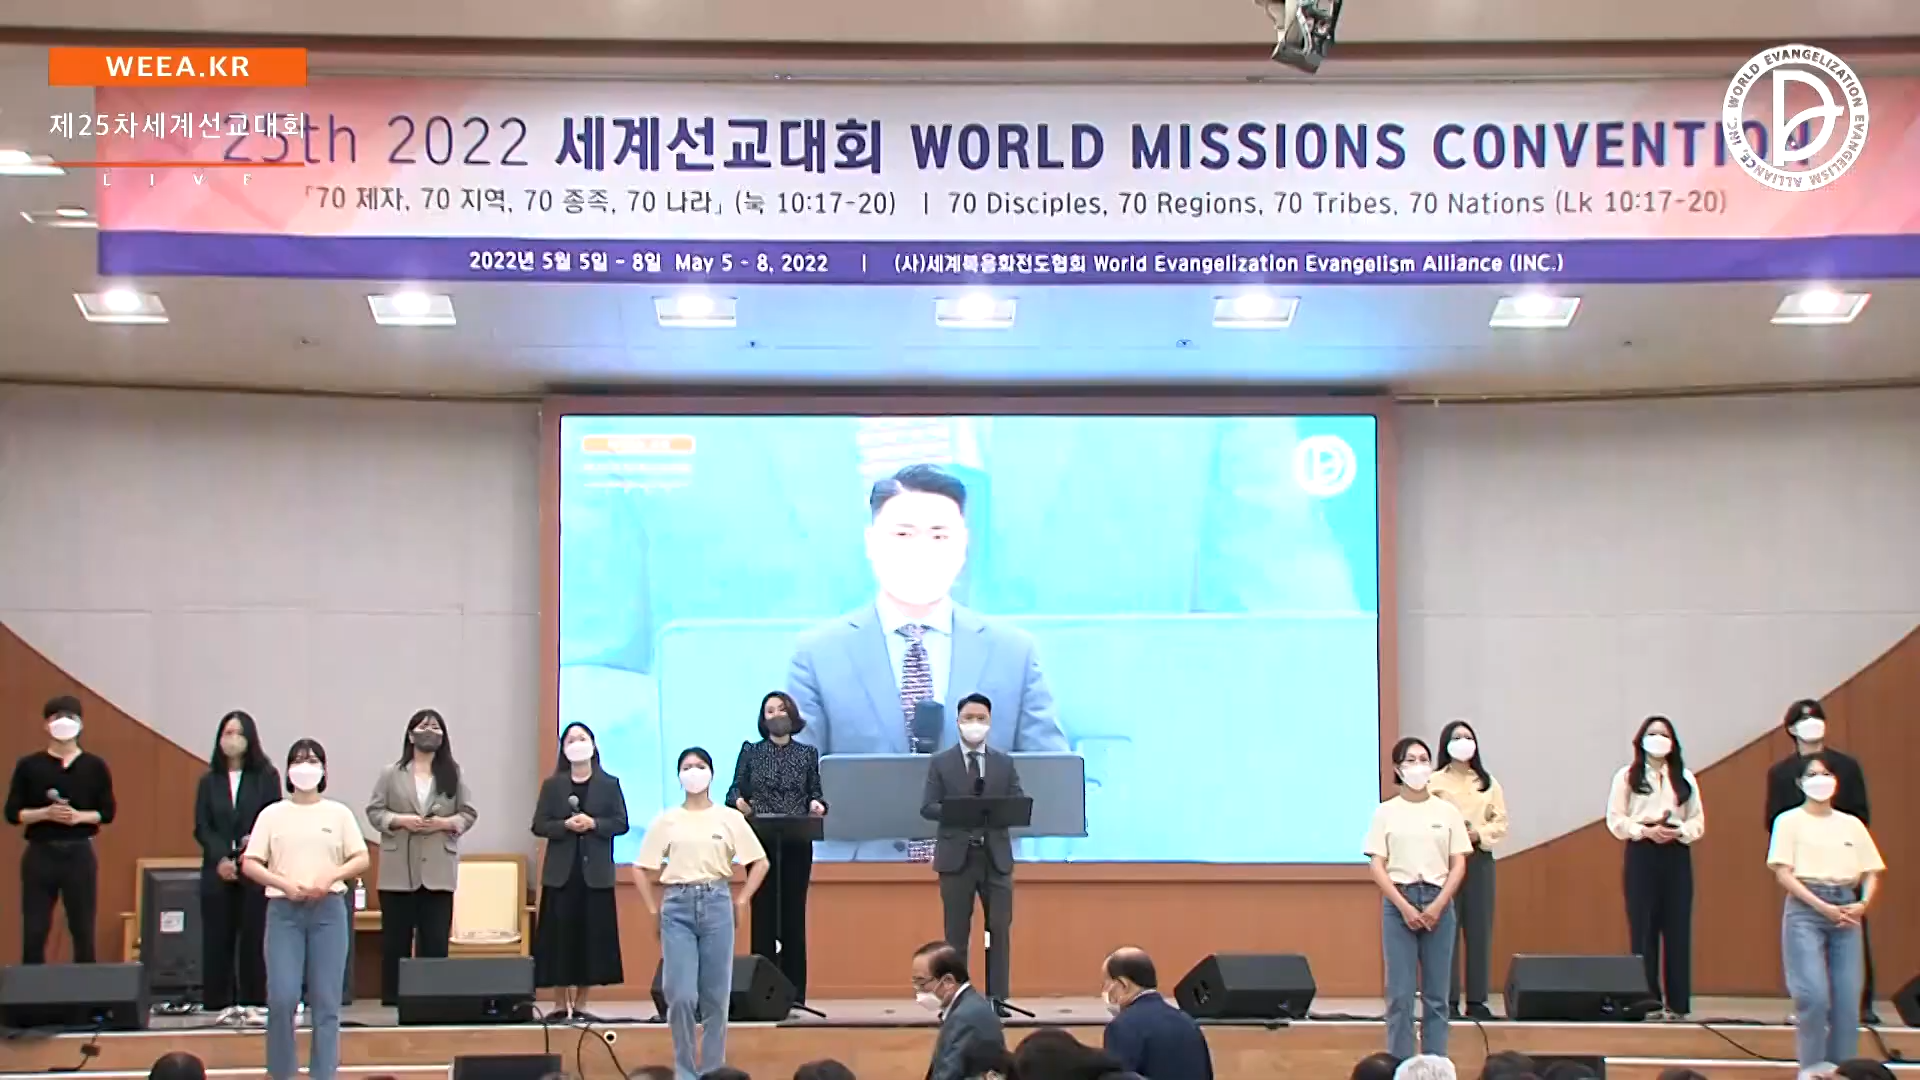 WEEA.KR
제25차세계선교대회
LIVE
25th 2022 세계선교대회 WORLD MISSIONS CONVENTION
「70 제자, 70 지역, 70 종족, 70 나라」 (눅 10:17-20) | 70 Disciples, 70 Regions, 70 Tribes, 70 Nations (Lk 10:17-20)
2022년 5월 5일 - 8일 May 5 - 8, 2022 | (사)세계복음화전도협회 World Evangelization Evangelism Alliance (INC.)
WORLD EVANGELIZATION EVANGELISM ALLIANCE, INC.